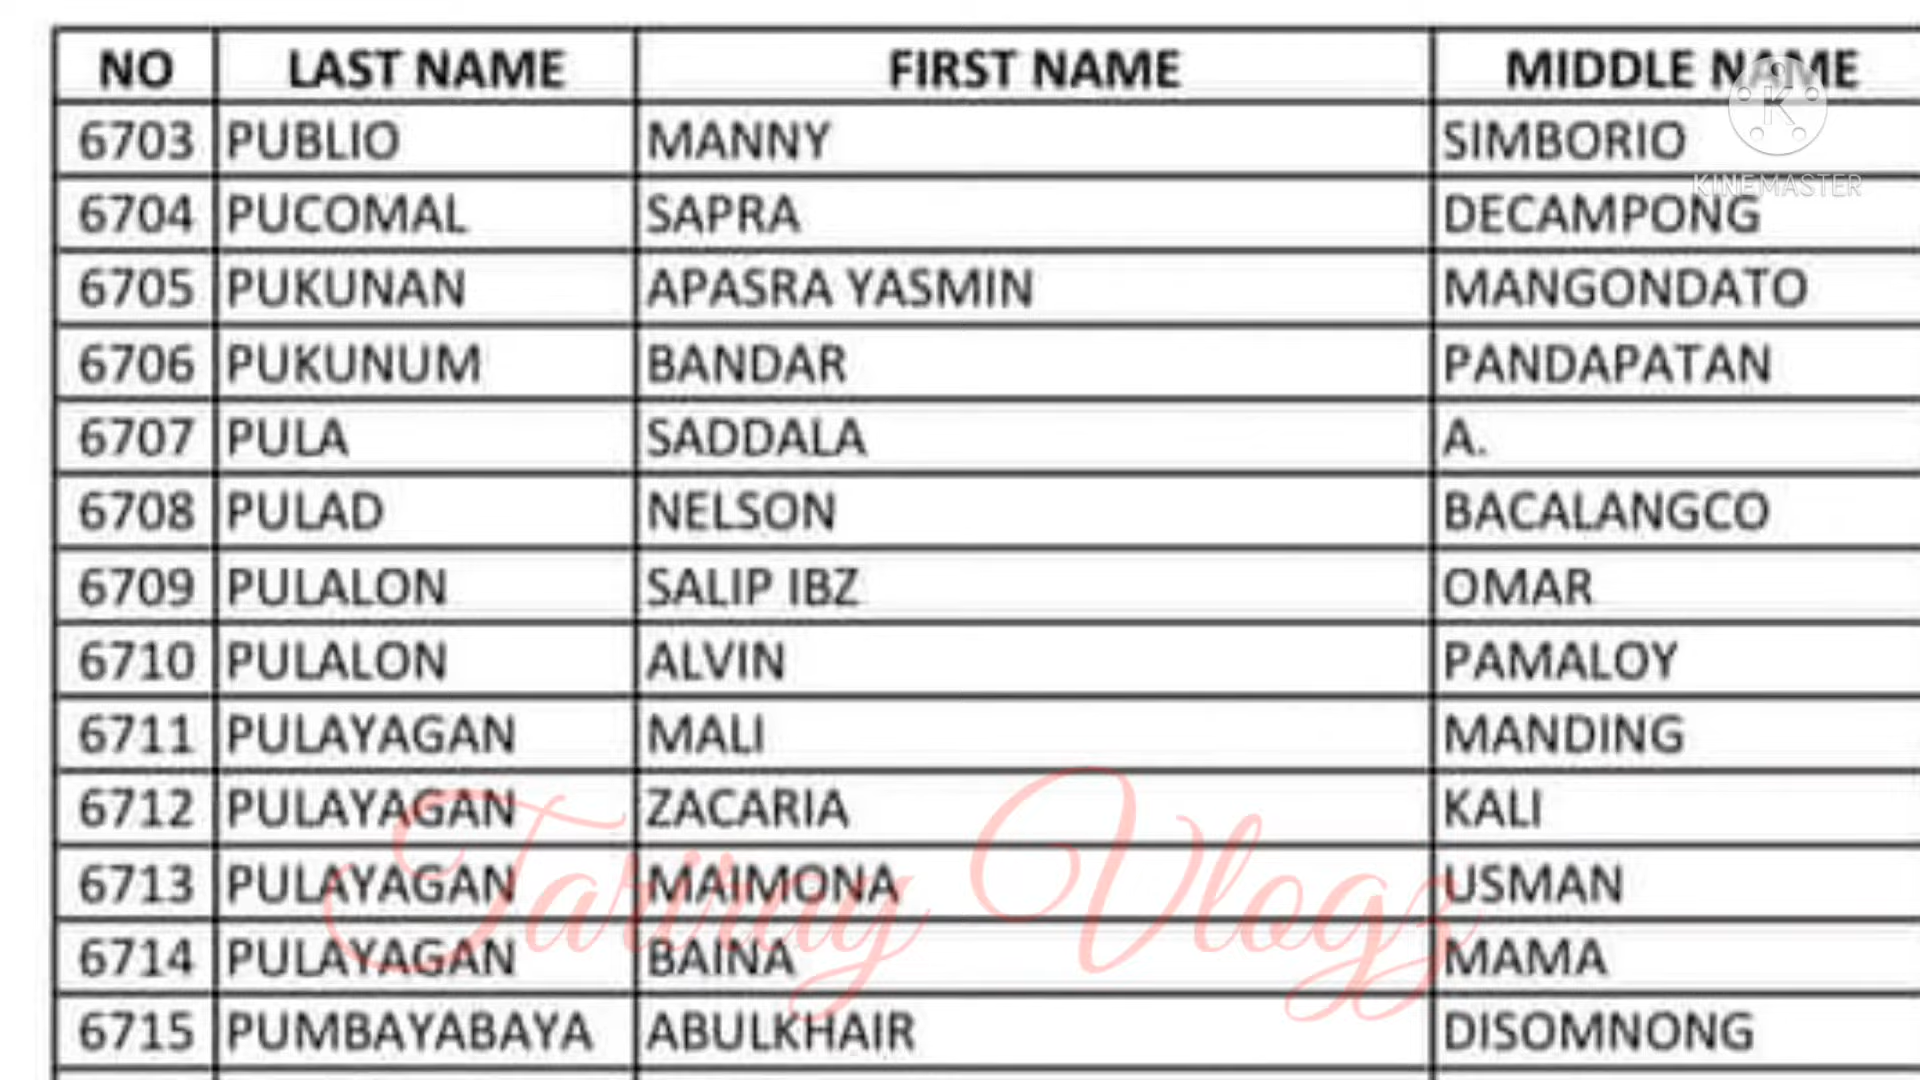 NO LAST NAME FIRST NAME MIDDLE NAME
6703 PUBLIO MANNY SIMBORIO
KINEMASTER
6704 PUCOMAL SAPRA DECAMPONG
6705 PUKUNAN APASRA YASMIN MANGONDATO
6706 PUKUNUM BANDAR PANDAPATAN
6707 PULA SADDALA A.
6708 PULAD NELSON BACALANGCO
6709 PULALON SALIP IBZ OMAR
6710 PULALON ALVIN PAMALOY
6711 PULAYAGAN MALI MANDING
6712 PULAYAGAN ZACARIA KALI
6713 PULAYAGAN MAIMONA USMAN
Vlogz
6714 PULAYAGAN BAINA MAMA
6715 PUMBAYABAYA ABULKHAIR DISOMNONG